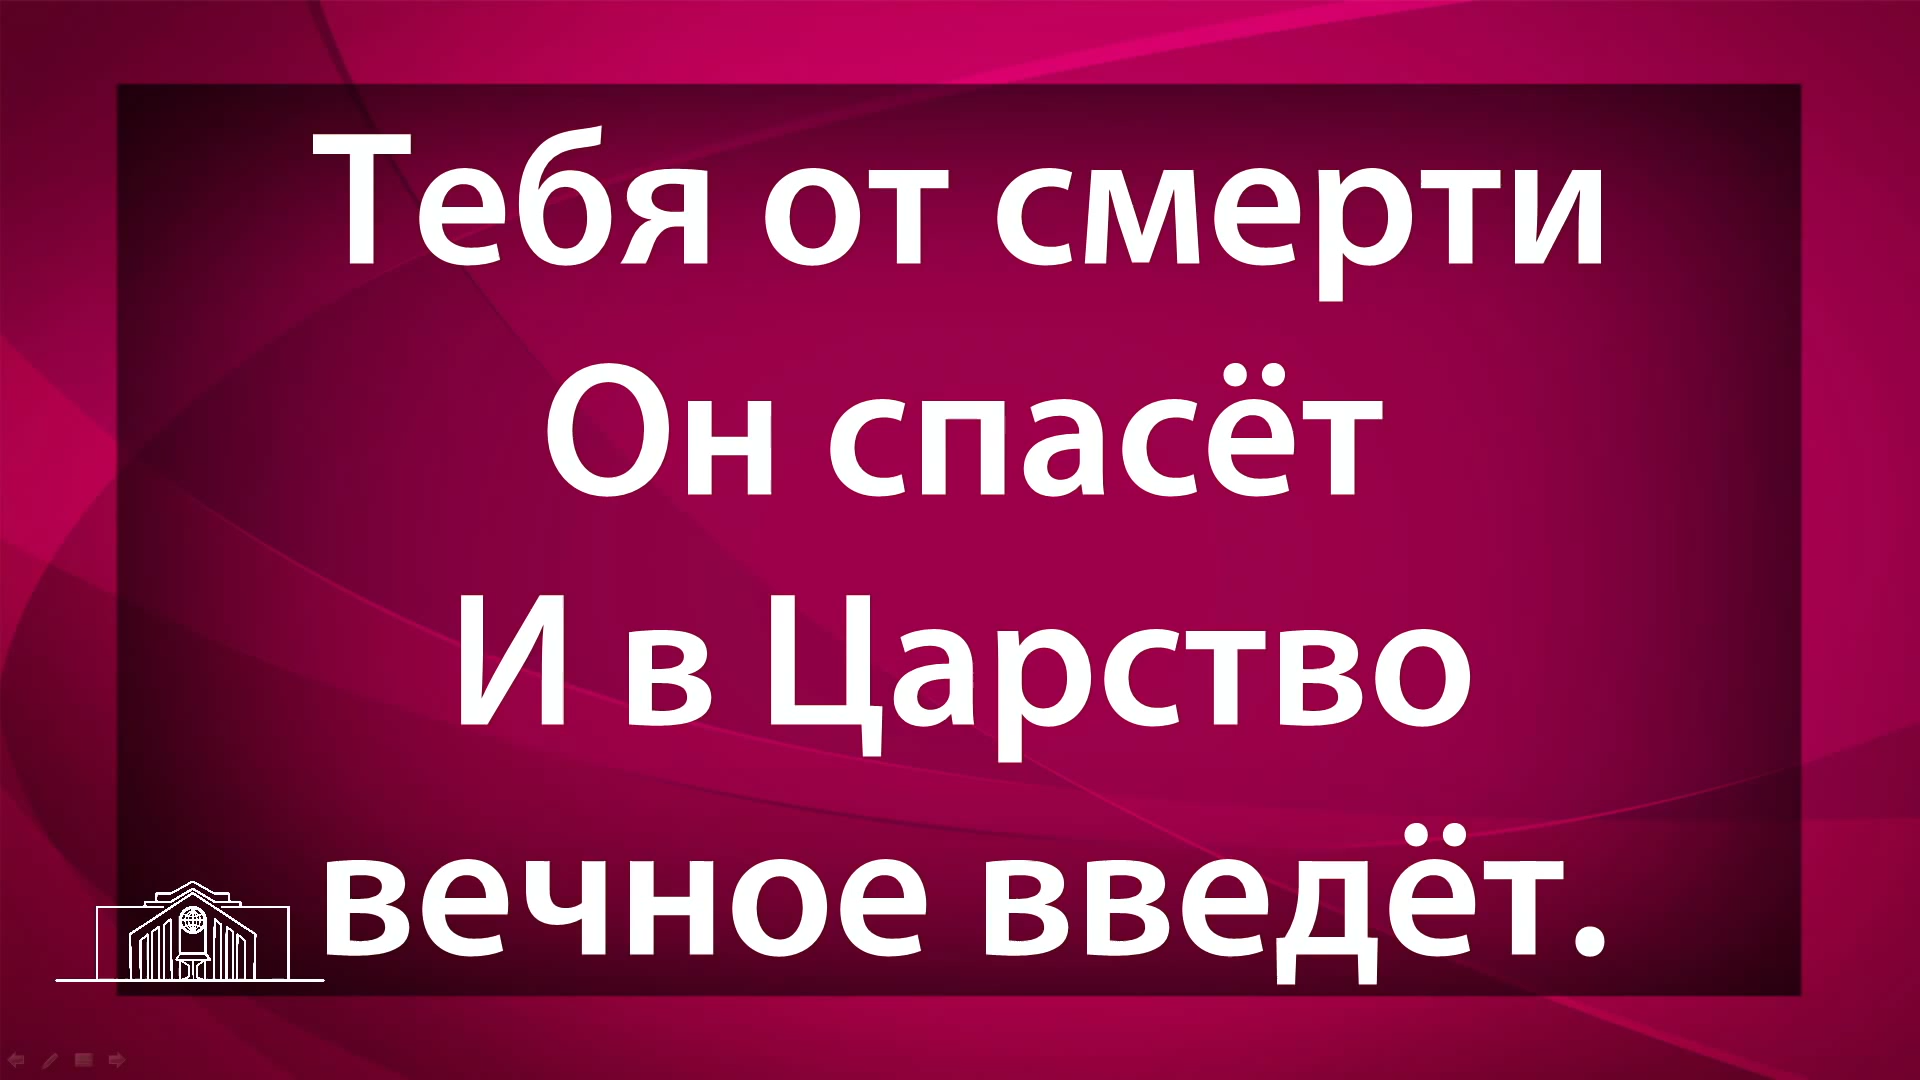 Тебя от смерти
Он спасёт
И в Царство
вечное введёт.